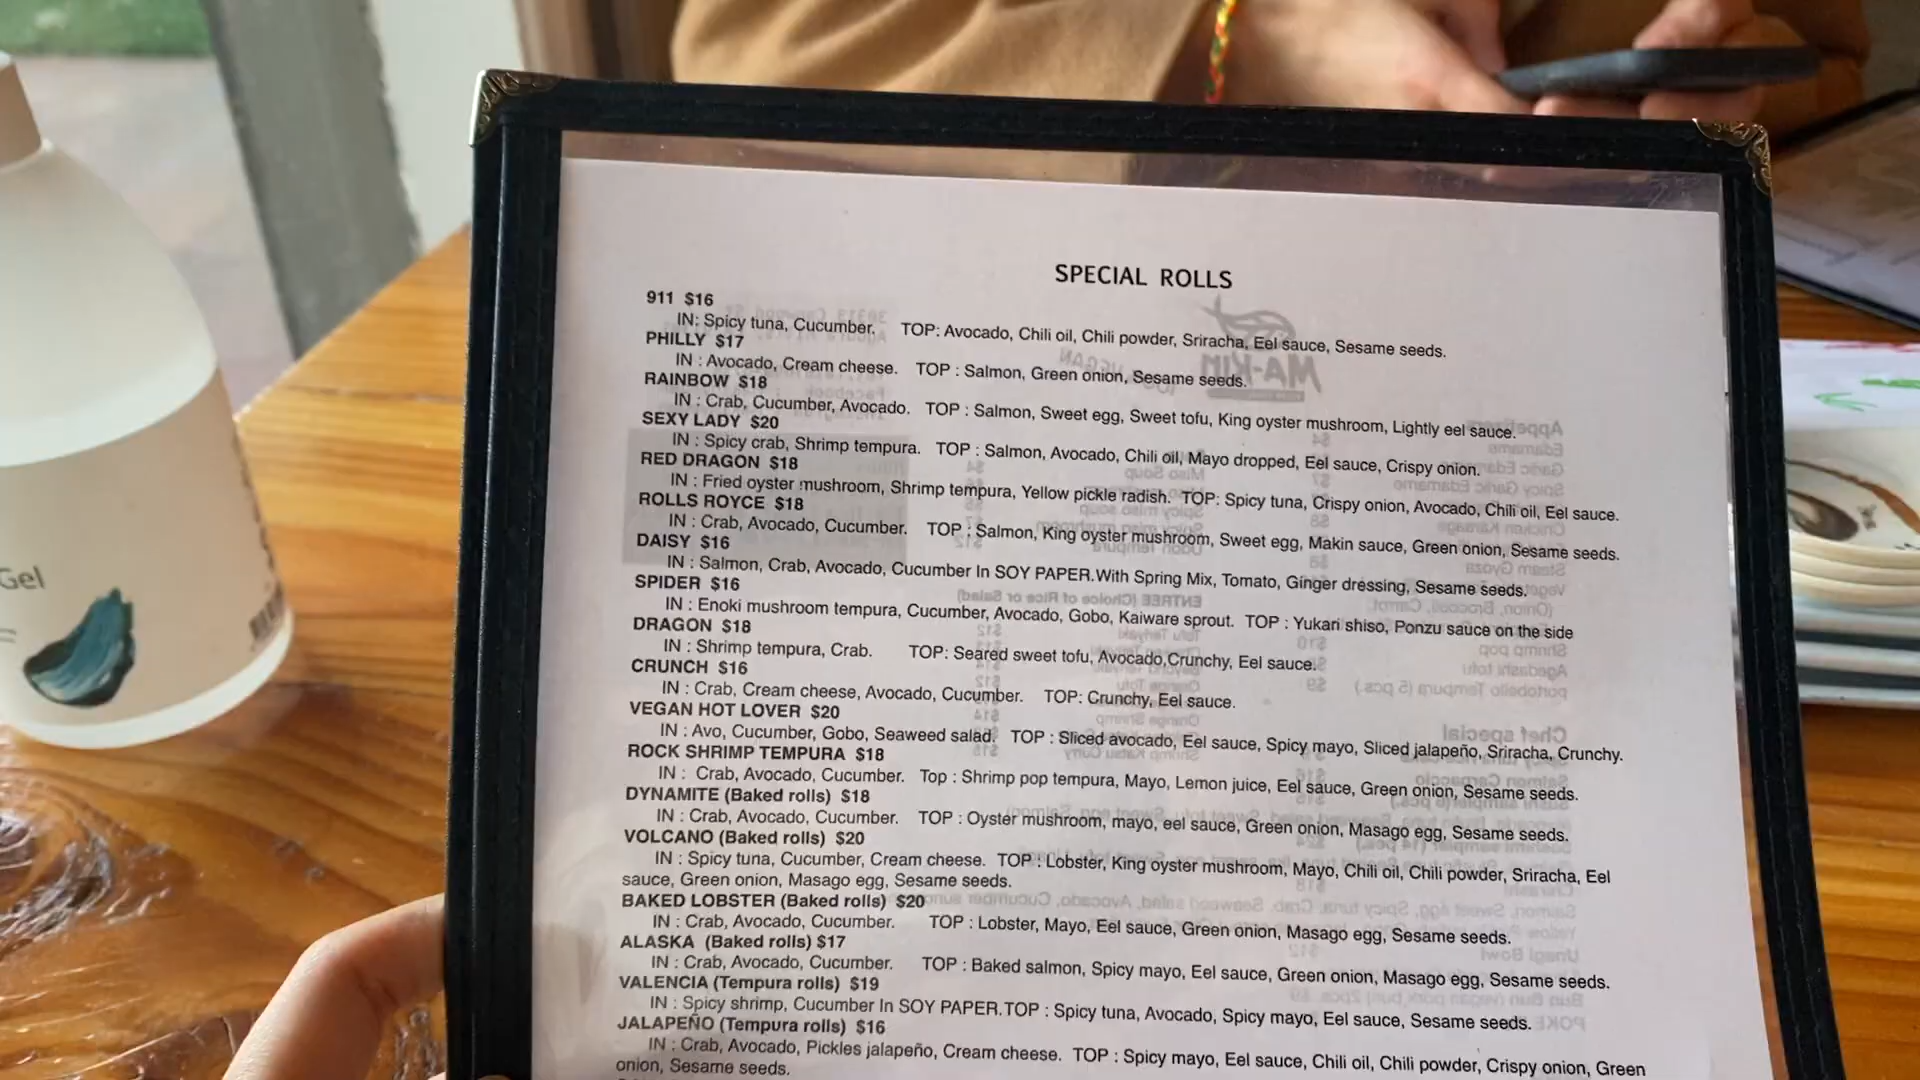 SPECIAL ROLLS
911 $16
IN: Spicy tuna, Cucumber. TOP: Avocado, Chili oil, Chili powder, Sriracha, Eel sauce, Sesame seeds.
PHILLY $17
IN : Avocado, Cream cheese. TOP : Salmon, Green onion, Sesame seeds.
RAINBOW $18
IN : Crab, Cucumber, Avocado. TOP : Salmon, Sweet egg, Sweet tofu, King oyster mushroom, Lightly eel sauce.
SEXY LADY $20
IN : Spicy crab, Shrimp tempura. TOP : Salmon, Avocado, Chili oil, Mayo dropped, Eel sauce, Crispy onion.
RED DRAGON $18
IN : Fried oyster mushroom, Shrimp tempura, Yellow pickle radish. TOP: Spicy tuna, Crispy onion, Avocado, Chili oil, Eel sauce.
ROLLS ROYCE $18
IN : Crab, Avocado, Cucumber. TOP : Salmon, King oyster mushroom, Sweet egg, Makin sauce, Green onion, Sesame seeds.
DAISY $16
IN : Salmon, Crab, Avocado, Cucumber In SOY PAPER.With Spring Mix, Tomato, Ginger dressing, Sesame seeds.
SPIDER $16
IN : Enoki mushroom tempura, Cucumber, Avocado, Gobo, Kaiware sprout. TOP : Yukari shiso, Ponzu sauce on the side
DRAGON $18
IN : Shrimp tempura, Crab. TOP: Seared sweet tofu, Avocado,Crunchy, Eel sauce.
CRUNCH $16
IN : Crab, Cream cheese, Avocado, Cucumber. TOP: Crunchy, Eel sauce.
VEGAN HOT LOVER $20
IN : Avo, Cucumber, Gobo, Seaweed salad. TOP : Sliced avocado, Eel sauce, Spicy mayo, Sliced jalapeño, Sriracha, Crunchy.
ROCK SHRIMP TEMPURA $18
IN : Crab, Avocado, Cucumber. Top : Shrimp pop tempura, Mayo, Lemon juice, Eel sauce, Green onion, Sesame seeds.
DYNAMITE (Baked rolls) $18
IN : Crab, Avocado, Cucumber. TOP : Oyster mushroom, mayo, eel sauce, Green onion, Masago egg, Sesame seeds.
VOLCANO (Baked rolls) $20
IN : Spicy tuna, Cucumber, Cream cheese. TOP : Lobster, King oyster mushroom, Mayo, Chili oil, Chili powder, Sriracha, Eel
sauce, Green onion, Masago egg, Sesame seeds.
BAKED LOBSTER (Baked rolls) $20
IN : Crab, Avocado, Cucumber. TOP : Lobster, Mayo, Eel sauce, Green onion, Masago egg, Sesame seeds.
ALASKA (Baked rolls) $17
IN : Crab, Avocado, Cucumber. TOP : Baked salmon, Spicy mayo, Eel sauce, Green onion, Masago egg, Sesame seeds.
VALENCIA (Tempura rolls) $19
IN : Spicy shrimp, Cucumber In SOY PAPER.TOP : Spicy tuna, Avocado, Spicy mayo, Eel sauce, Sesame seeds.
JALAPEÑO (Tempura rolls) $16
IN : Crab, Avocado, Pickles jalapeño, Cream cheese. TOP : Spicy mayo, Eel sauce, Chili oil, Chili powder, Crispy onion, Green
onion, Sesame seeds.
Gel